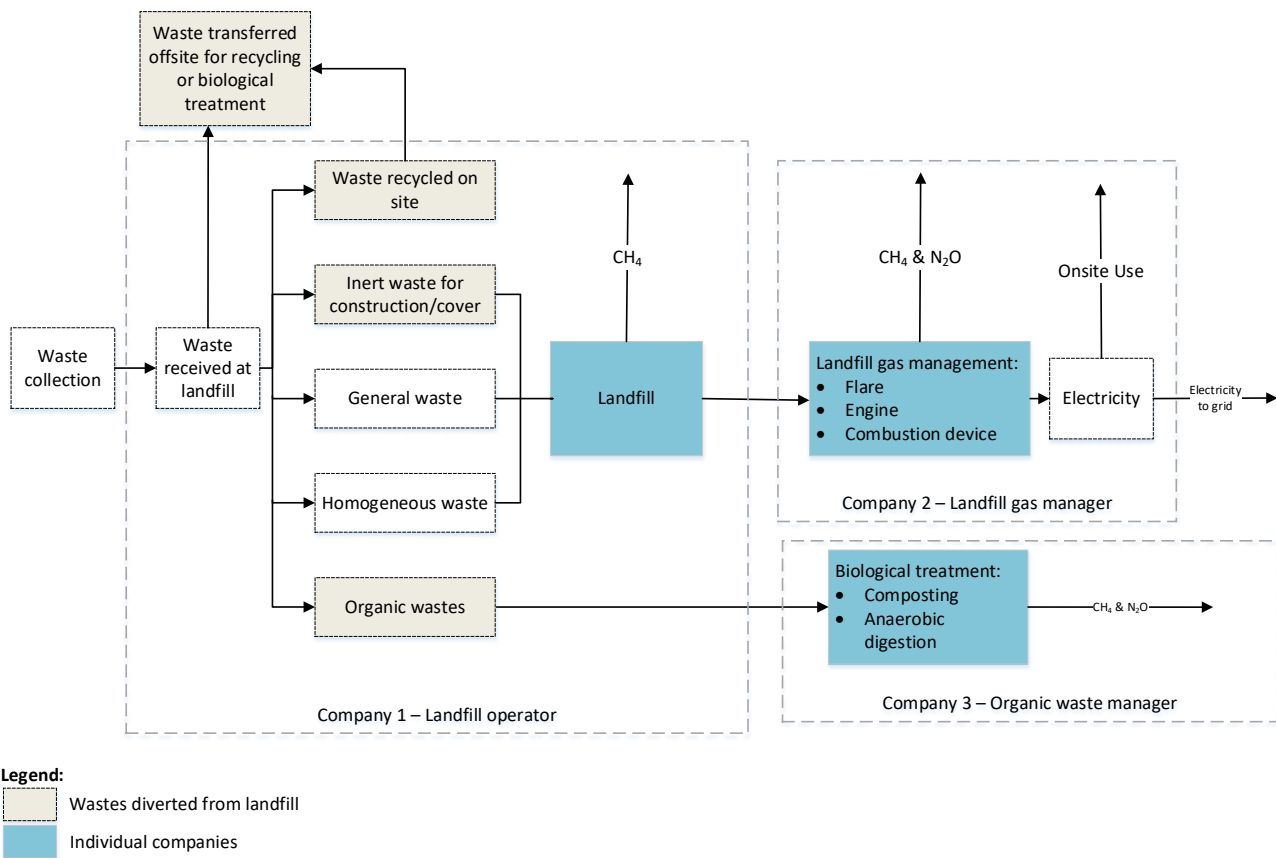 Waste transferred
offsite for recycling
or biological
treatment
Waste recycled on
site
CH₄
CH₄ & N₂O
Onsite Use
Inert waste for
construction/cover
Waste
collection
Waste
received at
landfill
General waste
Landfill
Landfill gas management:
• Flare
• Engine
• Combustion device
Electricity
Electricity
to grid
Homogeneous waste
Company 2 – Landfill gas manager
Organic wastes
Biological treatment:
• Composting
• Anaerobic
digestion
CH₄ & N₂O
Company 3 – Organic waste manager
Company 1 – Landfill operator
Legend:
Wastes diverted from landfill
Individual companies